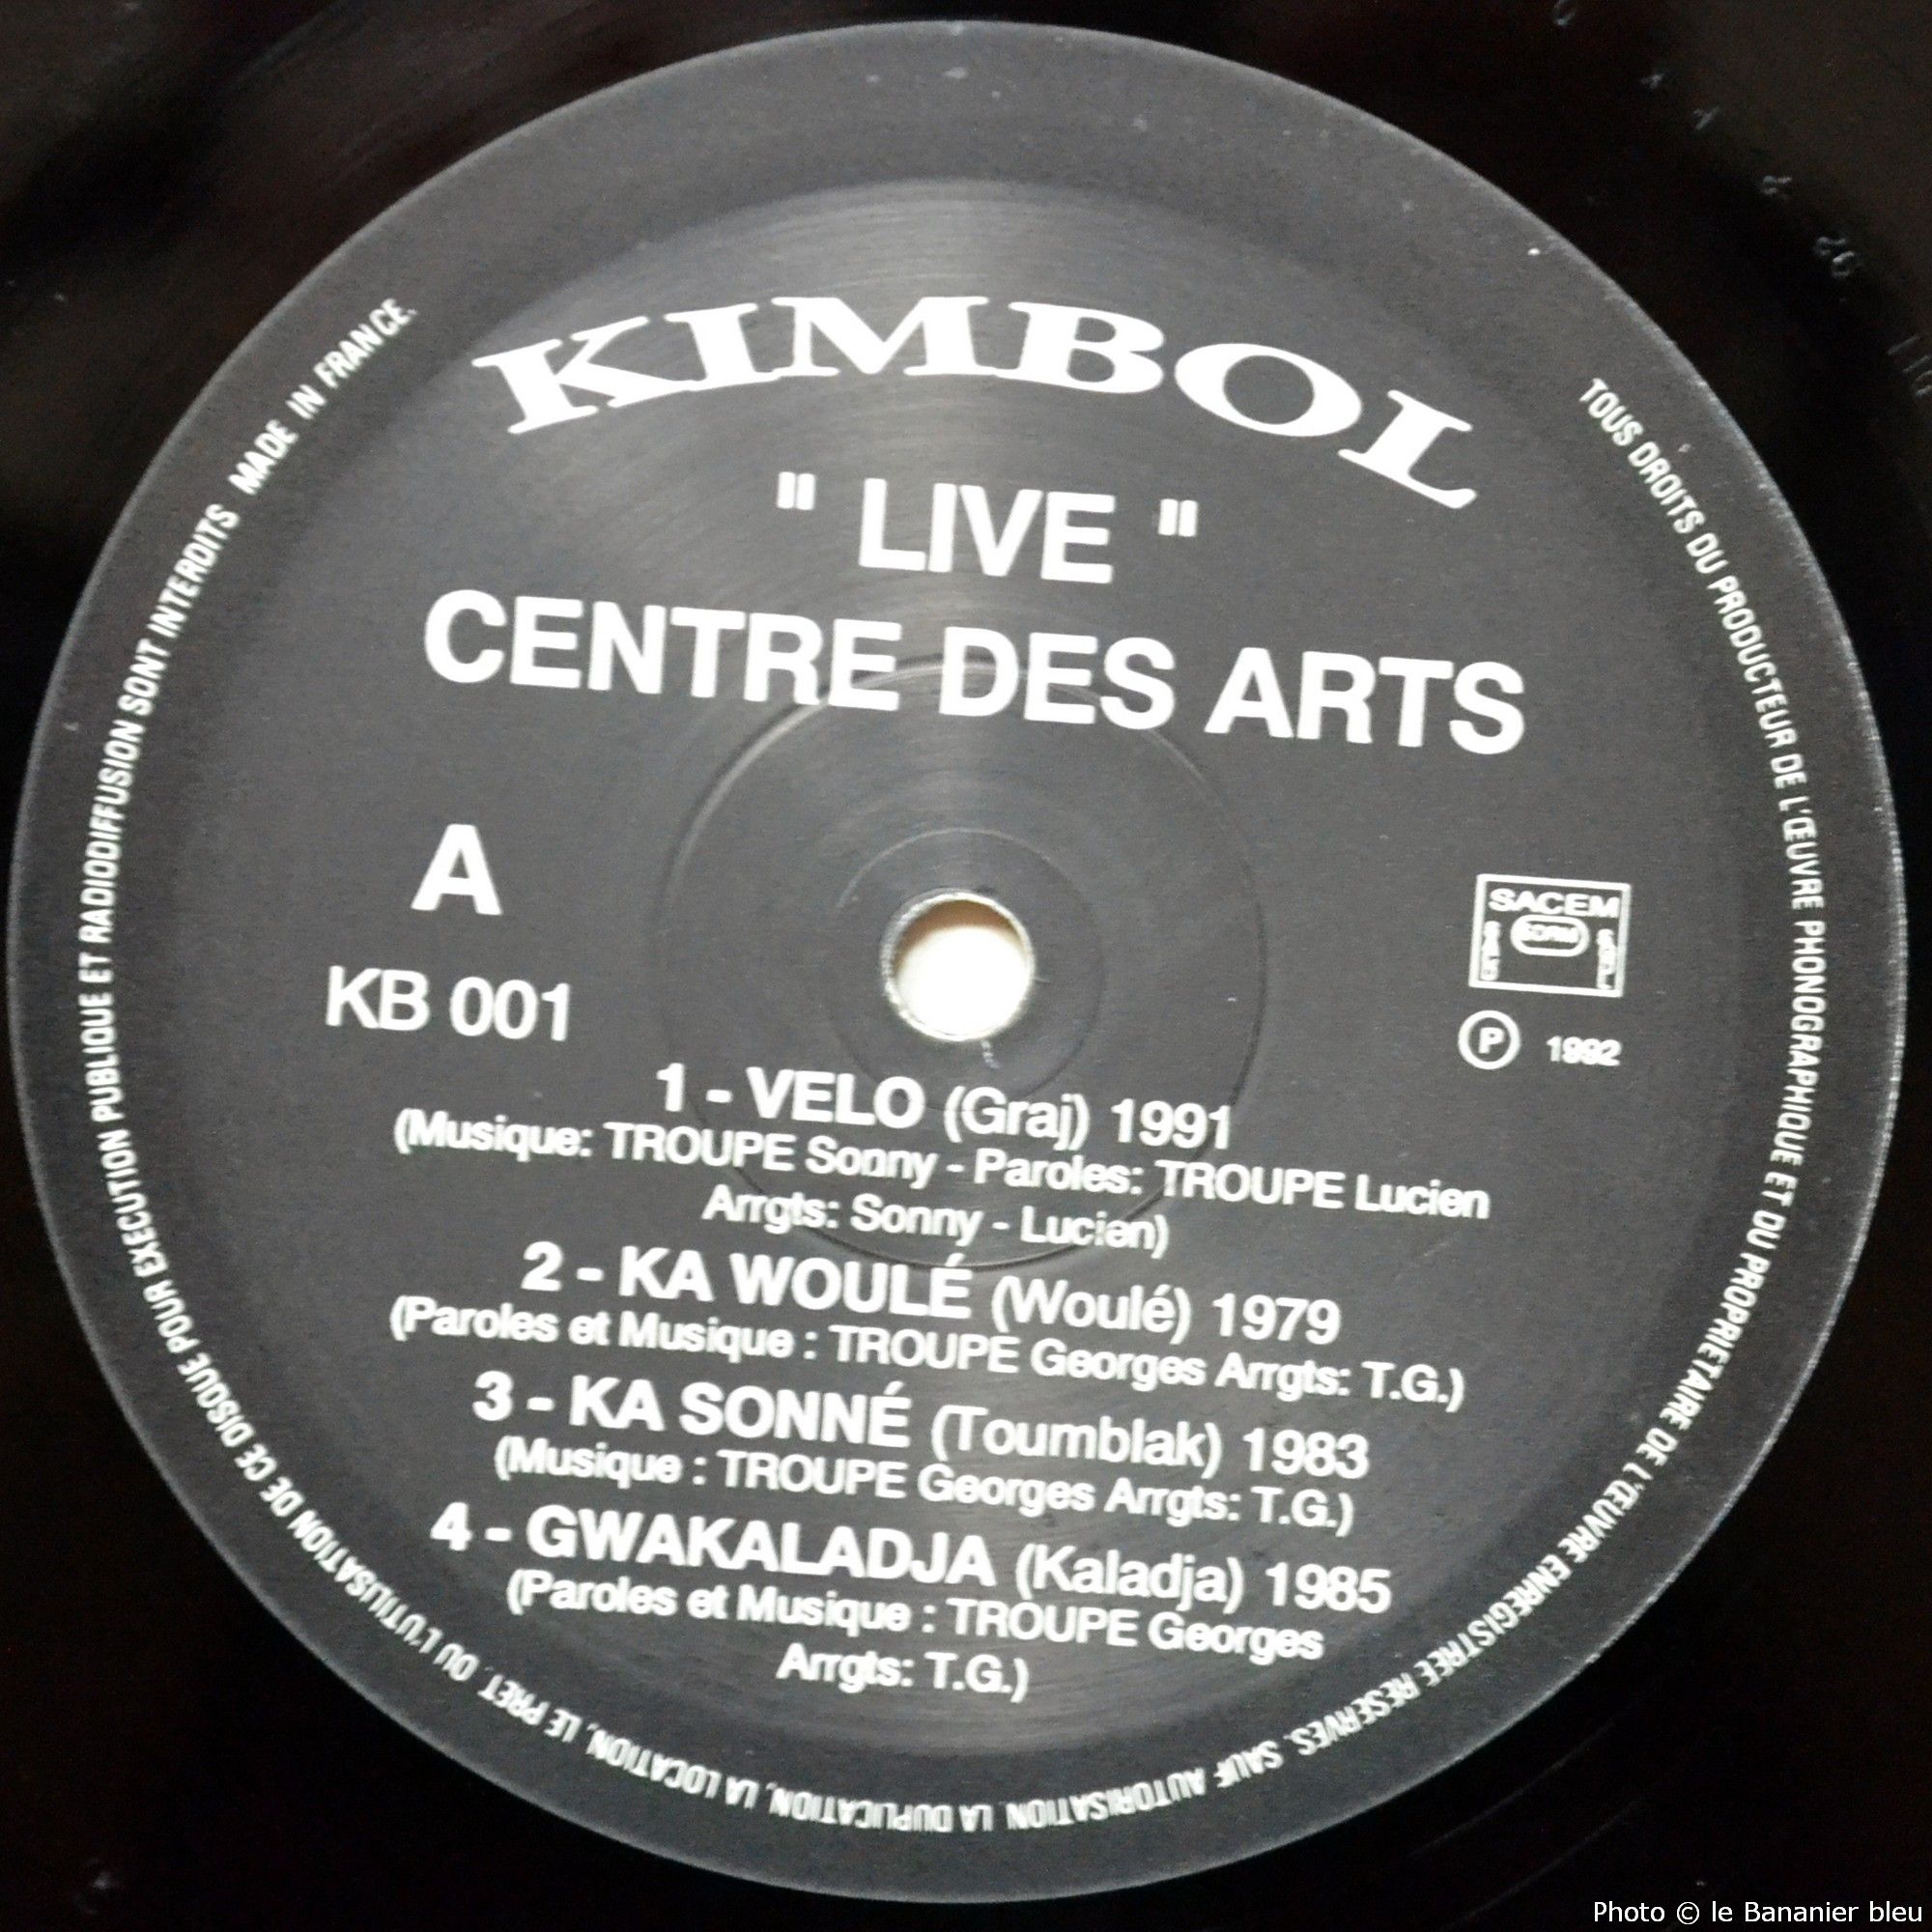 KIMBOL
" LIVE "
CENTRE DES ARTS
A
KB 001
SACEM
SACD
SDRM
SGDL
P 1992
1 - VELO (Graj) 1991
(Musique: TROUPE Sonny - Paroles: TROUPE Lucien
Arrgts: Sonny - Lucien)
2 - KA WOULÉ (Woulé) 1979
(Paroles et Musique : TROUPE Georges Arrgts: T.G.)
3 - KA SONNÉ (Toumblak) 1983
(Musique : TROUPE Georges Arrgts: T.G.)
4 - GWAKALADJA (Kaladja) 1985
(Paroles et Musique : TROUPE Georges
Arrgts: T.G.)
TOUS DROITS DU PRODUCTEUR DE L'ŒUVRE PHONOGRAPHIQUE ET DU PROPRIETAIRE DE L'ŒUVRE ENREGISTREE RESERVES. SAUF AUTORISATION. LA DUPLICATION, LA LOCATION, LE PRET. OU L'UTILISATION DE CE DISQUE POUR EXECUTION PUBLIQUE ET RADIODIFFUSION SONT INTERDITS MADE IN FRANCE.
Photo © le Bananier bleu